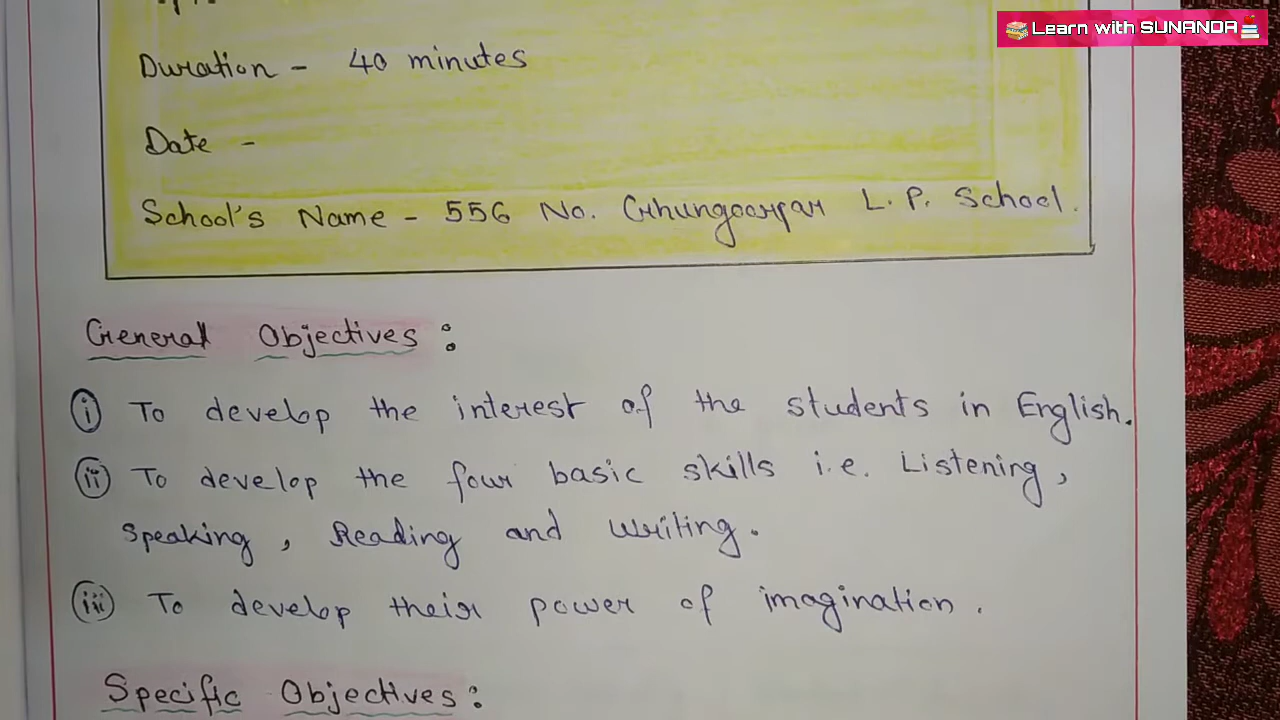 Learn with SUNANDA
Duration - 40 minutes
Date -
School's Name - 556 No. Ghungoorpar L.P. School.
General Objectives :
(i) To develop the interest of the students in English.
(ii) To develop the four basic skills i.e. Listening,
Speaking, Reading and Writing.
(iii) To develop their power of imagination.
Specific Objectives :